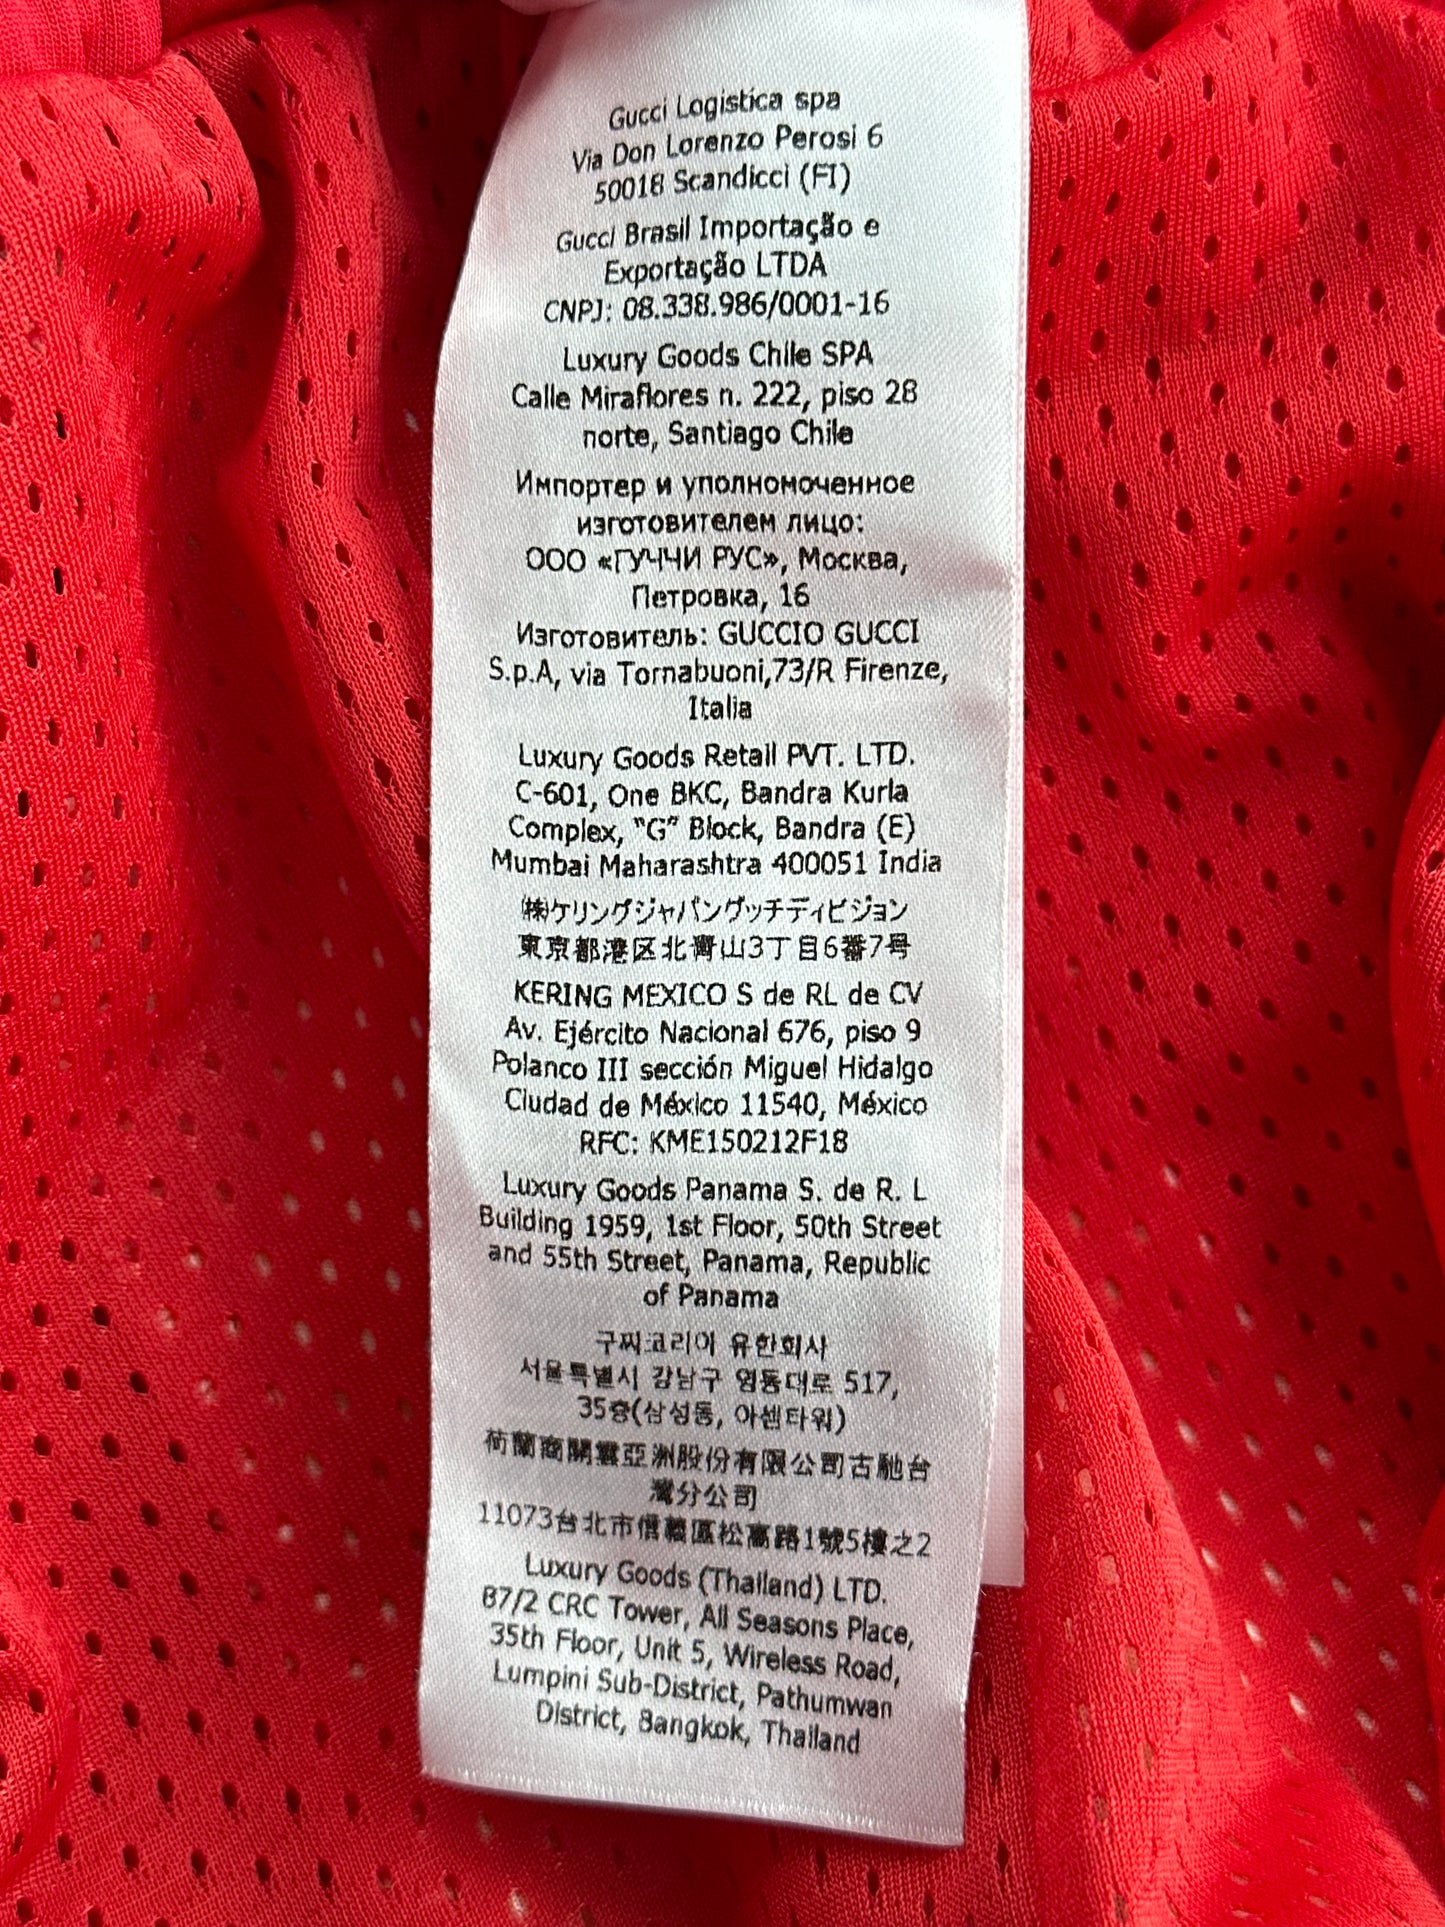 Gucci Logistica spa
Via Don Lorenzo Perosi 6
50018 Scandicci (FI)
Gucci Brasil Importação e
Exportação LTDA
CNPJ: 08.338.986/0001-16
Luxury Goods Chile SPA
Calle Miraflores n. 222, piso 28
norte, Santiago Chile
Импортер и уполномоченное
изготовителем лицо:
ООО «ГУЧЧИ РУС», Москва,
Петровка, 16
Изготовитель: GUCCIO GUCCI
S.p.A, via Tornabuoni,73/R Firenze,
Italia
Luxury Goods Retail PVT. LTD.
C-601, One BKC, Bandra Kurla
Complex, "G" Block, Bandra (E)
Mumbai Maharashtra 400051 India
㈱ケリングジャパングッチディビジョン
東京都港区北青山3丁目6番7号
KERING MEXICO S de RL de CV
Av. Ejército Nacional 676, piso 9
Polanco III sección Miguel Hidalgo
Ciudad de México 11540, México
RFC: KME150212F18
Luxury Goods Panama S. de R. L
Building 1959, 1st Floor, 50th Street
and 55th Street, Panama, Republic
of Panama
구찌코리아 유한회사
서울특별시 강남구 영동대로 517,
35층(삼성동, 아셈타워)
荷蘭商開雲亞洲股份有限公司古馳台
灣分公司
11073台北市信義區松高路1號5樓之2
Luxury Goods (Thailand) LTD.
87/2 CRC Tower, All Seasons Place,
35th Floor, Unit 5, Wireless Road,
Lumpini Sub-District, Pathumwan
District, Bangkok, Thailand